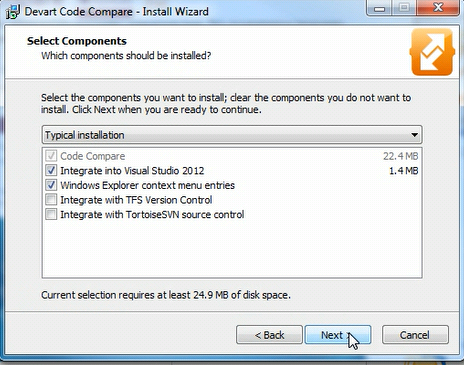 Devart Code Compare - Install Wizard
Select Components
Which components should be installed?
Select the components you want to install; clear the components you do not want to
install. Click Next when you are ready to continue.
Typical installation
Code Compare 22.4 MB
Integrate into Visual Studio 2012 1.4 MB
Windows Explorer context menu entries
Integrate with TFS Version Control
Integrate with TortoiseSVN source control
Current selection requires at least 24.9 MB of disk space.
< Back Next > Cancel